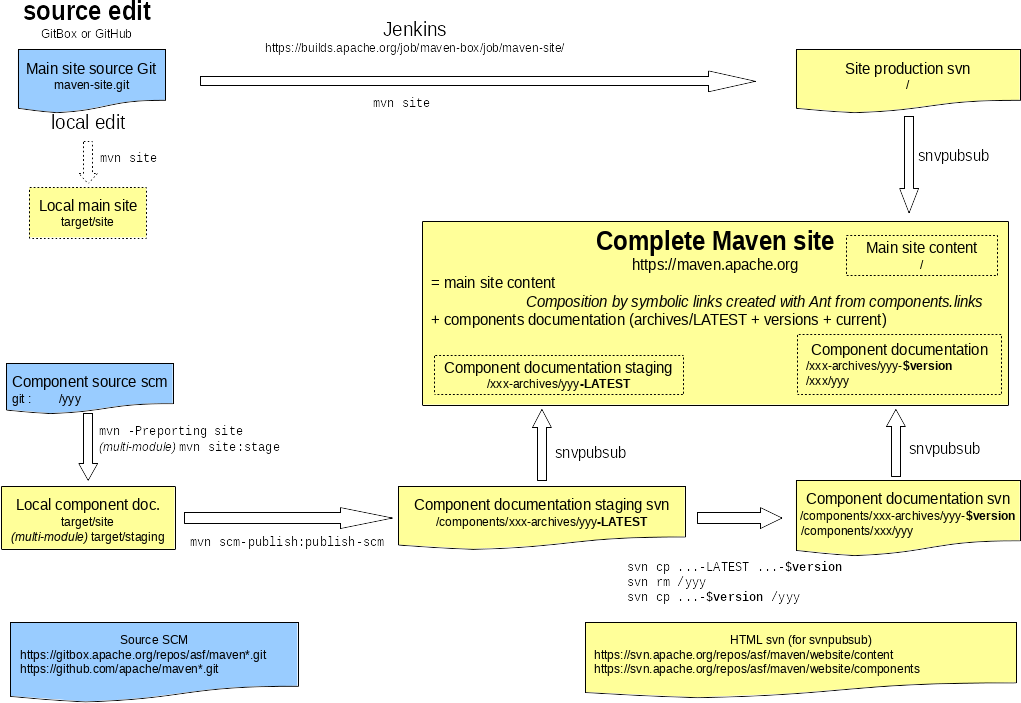 source edit
GitBox or GitHub
Main site source Git
maven-site.git
local edit
mvn site
Local main site
target/site
Jenkins
https://builds.apache.org/job/maven-box/job/maven-site/
mvn site
Site production svn
/
snvpubsub
Complete Maven site
https://maven.apache.org
Main site content
/
= main site content
Composition by symbolic links created with Ant from components.links
+ components documentation (archives/LATEST + versions + current)
Component documentation staging
/xxx-archives/yyy-LATEST
Component documentation
/xxx-archives/yyy-$version
/xxx/yyy
Component source scm
git : /yyy
mvn -Preporting site
(multi-module) mvn site:stage
snvpubsub
snvpubsub
Local component doc.
target/site
(multi-module) target/staging
mvn scm-publish:publish-scm
Component documentation staging svn
/components/xxx-archives/yyy-LATEST
Component documentation svn
/components/xxx-archives/yyy-$version
/components/xxx/yyy
svn cp ...-LATEST ...-$version
svn rm /yyy
svn cp ...-$version /yyy
Source SCM
https://gitbox.apache.org/repos/asf/maven*.git
https://github.com/apache/maven*.git
HTML svn (for svnpubsub)
https://svn.apache.org/repos/asf/maven/website/content
https://svn.apache.org/repos/asf/maven/website/components